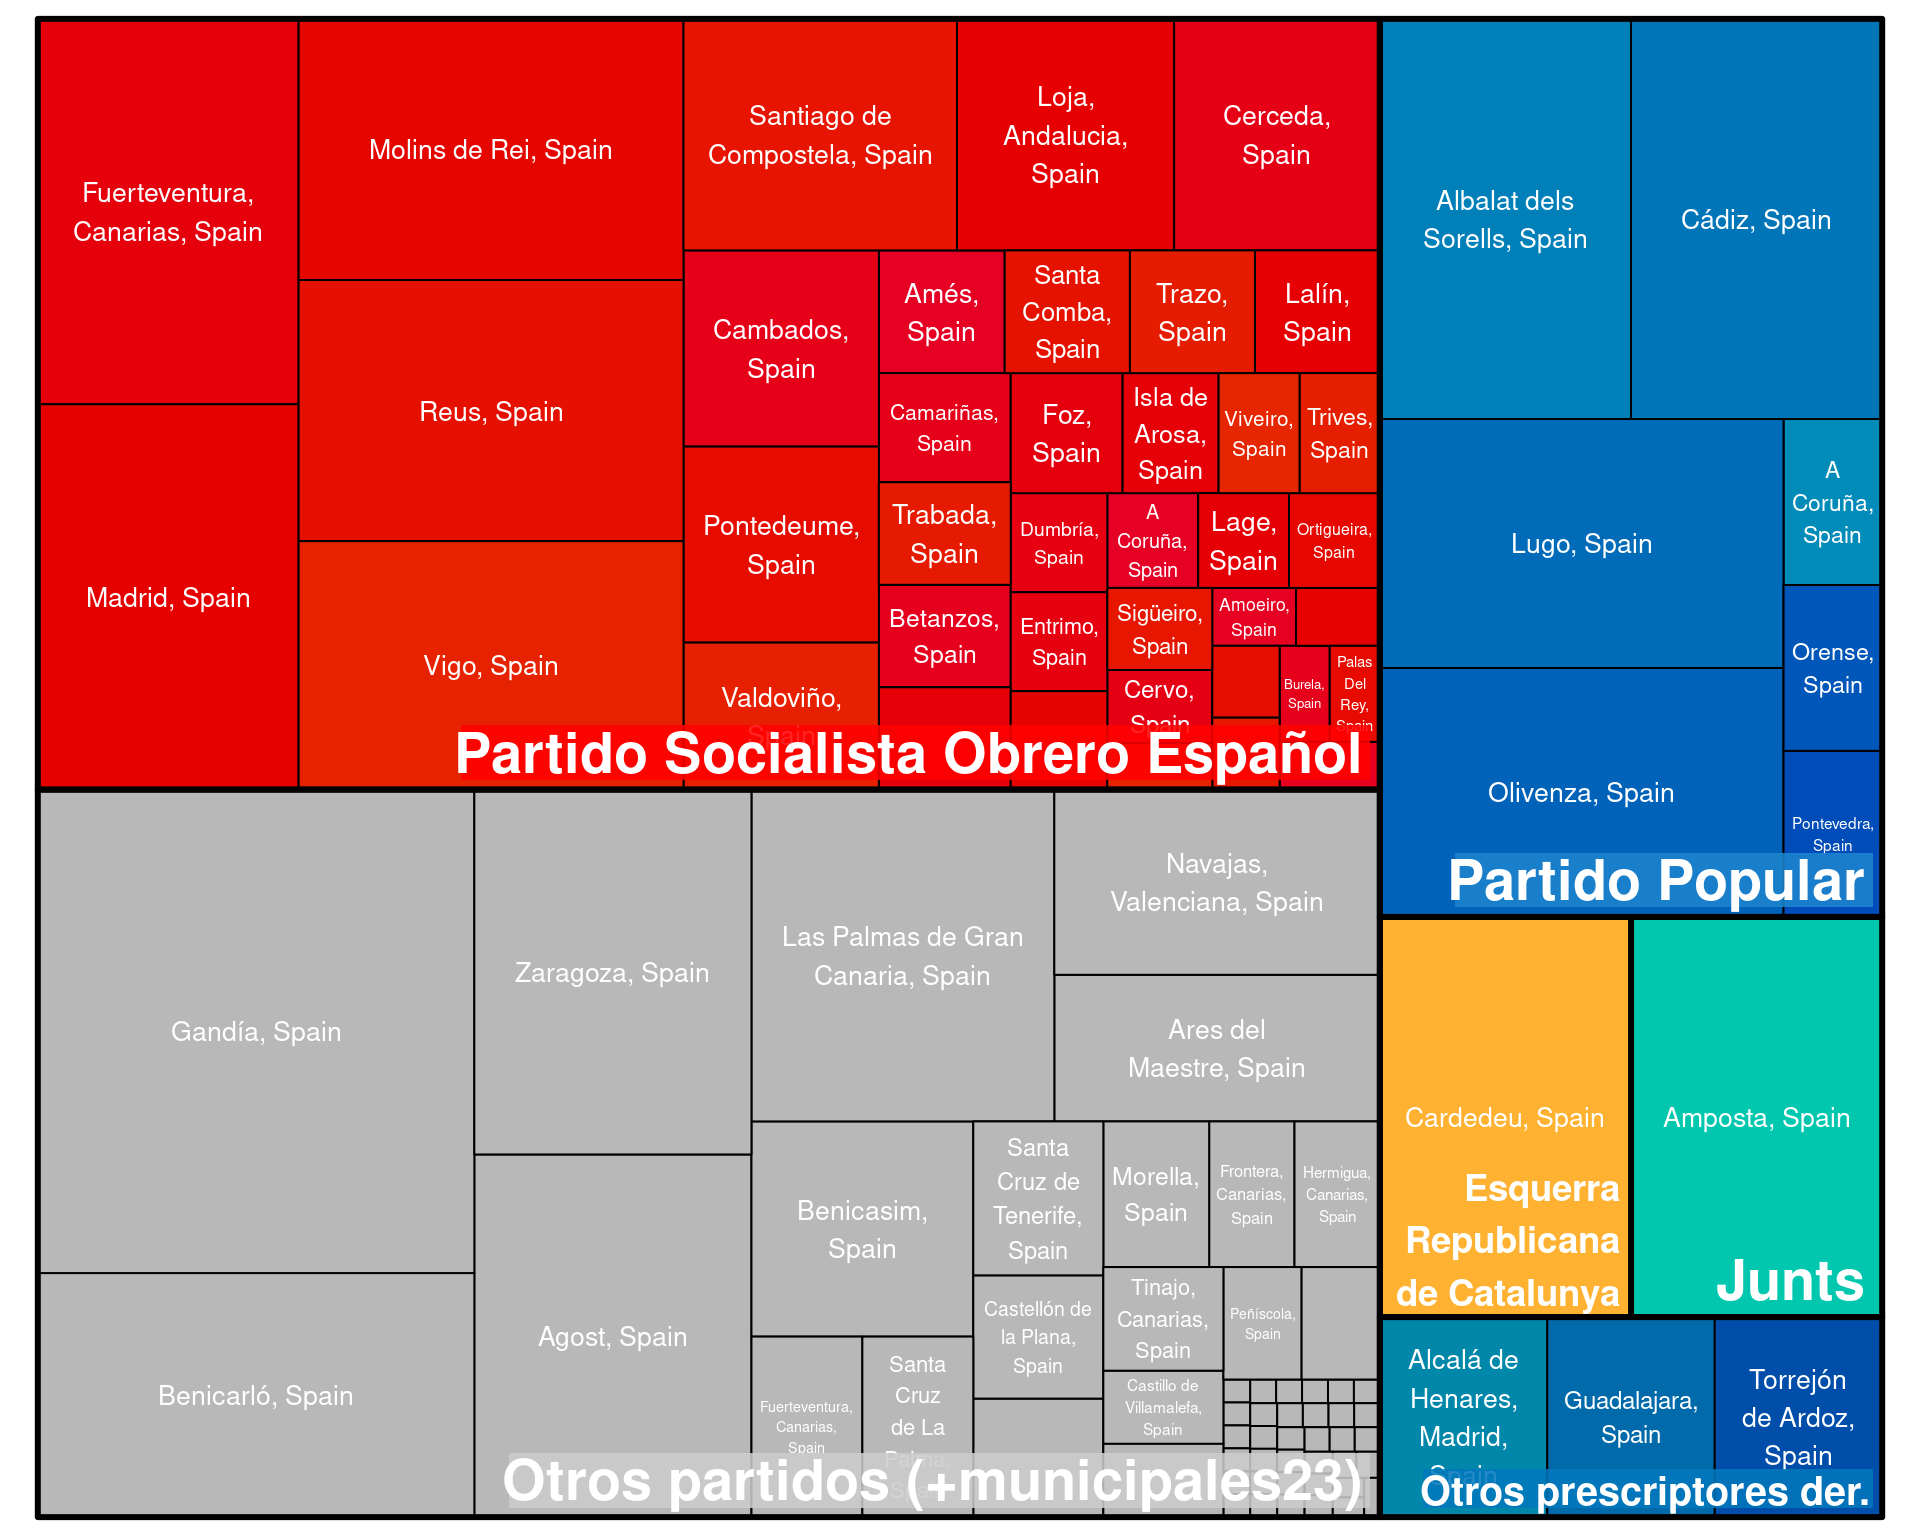 Fuerteventura,
Canarias, Spain
Madrid, Spain
Molins de Rei, Spain
Reus, Spain
Vigo, Spain
Santiago de
Compostela, Spain
Loja,
Andalucia,
Spain
Cerceda,
Spain
Cambados,
Spain
Pontedeume,
Spain
Valdoviño,
Spain
Amés,
Spain
Santa
Comba,
Spain
Trazo,
Spain
Lalín,
Spain
Camariñas,
Spain
Trabada,
Spain
Betanzos,
Spain
Foz,
Spain
Isla de
Arosa,
Spain
Viveiro,
Spain
Trives,
Spain
Dumbría,
Spain
Entrimo,
Spain
A
Coruña,
Spain
Lage,
Spain
Ortigueira,
Spain
Sigüeiro,
Spain
Cervo,
Spain
Amoeiro,
Spain
Burela,
Spain
Palas
Del
Rey,
Spain
Partido Socialista Obrero Español
Albalat dels
Sorells, Spain
Cádiz, Spain
Lugo, Spain
Olivenza, Spain
A
Coruña,
Spain
Orense,
Spain
Pontevedra,
Spain
Partido Popular
Gandía, Spain
Benicarló, Spain
Zaragoza, Spain
Agost, Spain
Las Palmas de Gran
Canaria, Spain
Navajas,
Valenciana, Spain
Ares del
Maestre, Spain
Benicasim,
Spain
Fuerteventura,
Canarias,
Spain
Santa
Cruz
de La
Palma,
Spain
Santa
Cruz de
Tenerife,
Spain
Castellón de
la Plana,
Spain
Morella,
Spain
Frontera,
Canarias,
Spain
Hermigua,
Canarias,
Spain
Tinajo,
Canarias,
Spain
Castillo de
Villamalefa,
Spain
Peñíscola,
Spain
Otros partidos (+municipales23)
Cardedeu, Spain
Esquerra
Republicana
de Catalunya
Amposta, Spain
Junts
Alcalá de
Henares,
Madrid,
Spain
Guadalajara,
Spain
Torrejón
de Ardoz,
Spain
Otros prescriptores der.